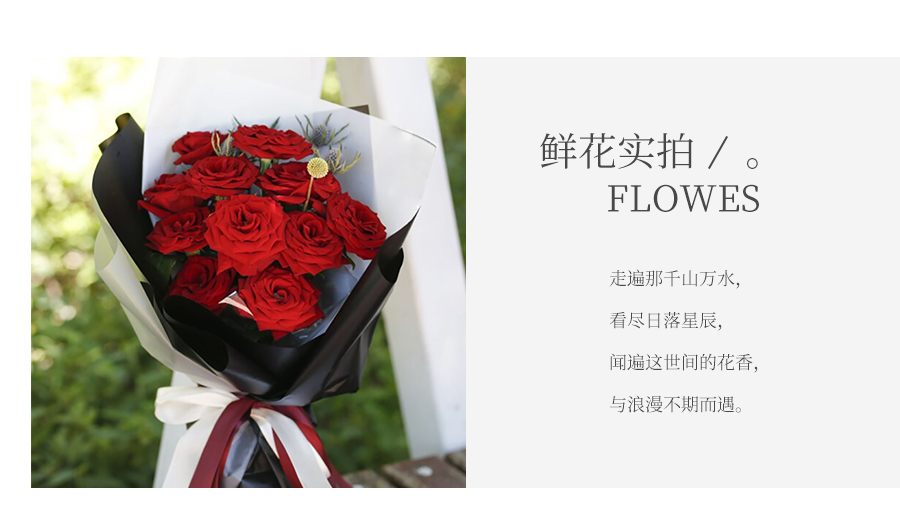 鲜花实拍 / 。
FLOWES
走遍那千山万水,
看尽日落星辰,
闻遍这世间的花香,
与浪漫不期而遇。